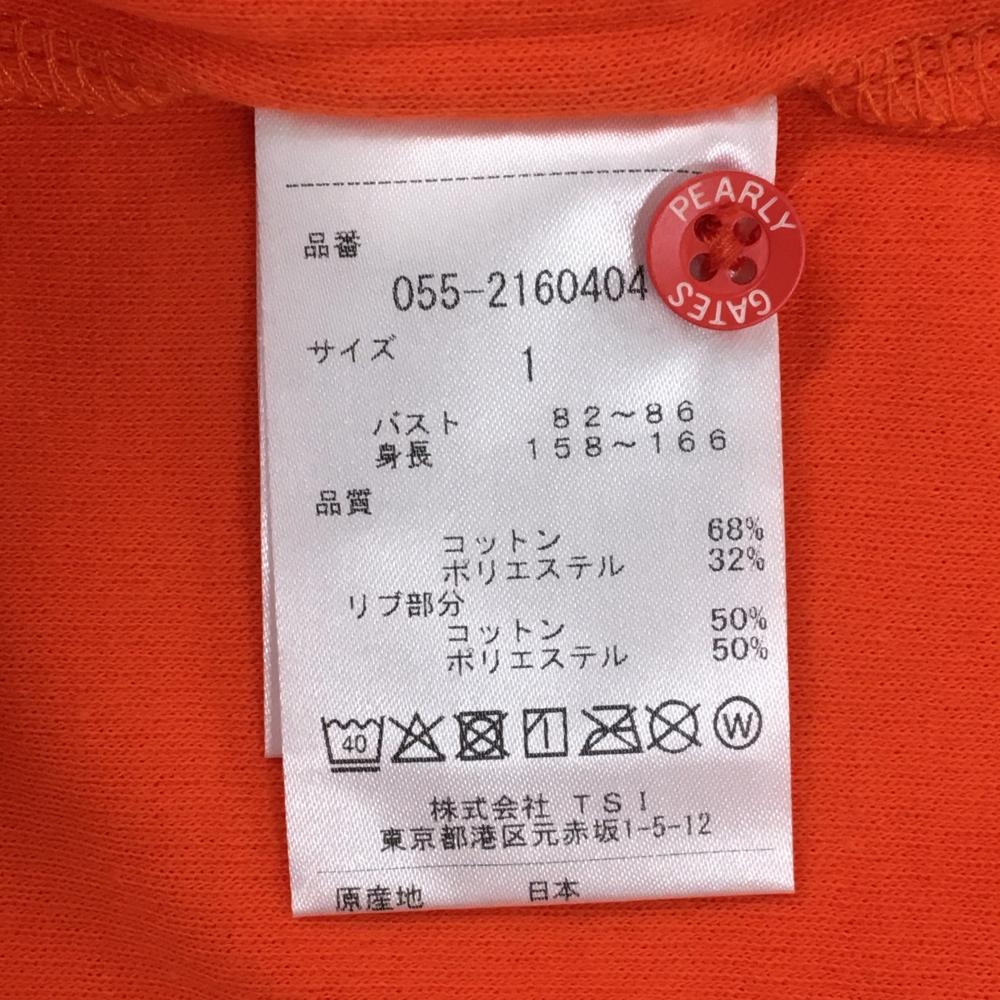 PEARLY
GATES
品番
055-2160404
サイズ 1
バスト 82～86
身長 158～166
品質
コットン 68%
ポリエステル 32%
リブ部分
コットン 50%
ポリエステル 50%
40
W
株式会社 TSI
東京都港区元赤坂1-5-12
原産地 日本